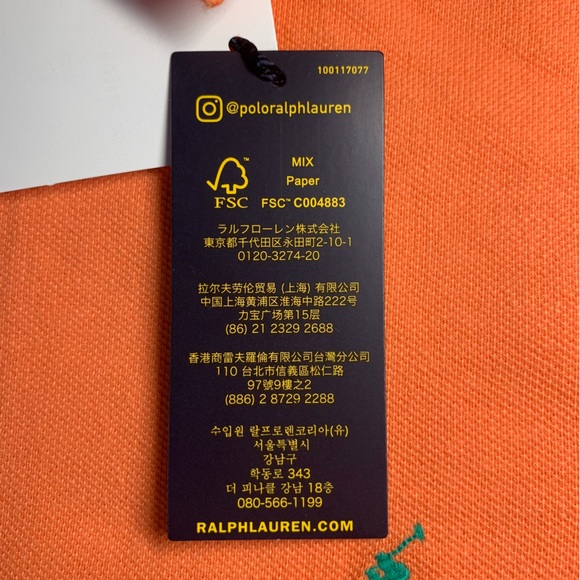 100117077
@poloralphlauren
MIX
Paper
FSC™ FSC™ C004883
ラルフローレン株式会社
東京都千代田区永田町2-10-1
0120-3274-20
拉尔夫劳伦贸易 (上海) 有限公司
中国上海黄浦区淮海中路222号
力宝广场第15层
(86) 21 2329 2688
香港商雷夫羅倫有限公司台灣分公司
110 台北市信義區松仁路
97號9樓之2
(886) 2 8729 2288
수입원 랄프로렌코리아(유)
서울특별시
강남구
학동로 343
더 피나클 강남 18층
080-566-1199
RALPHLAUREN.COM